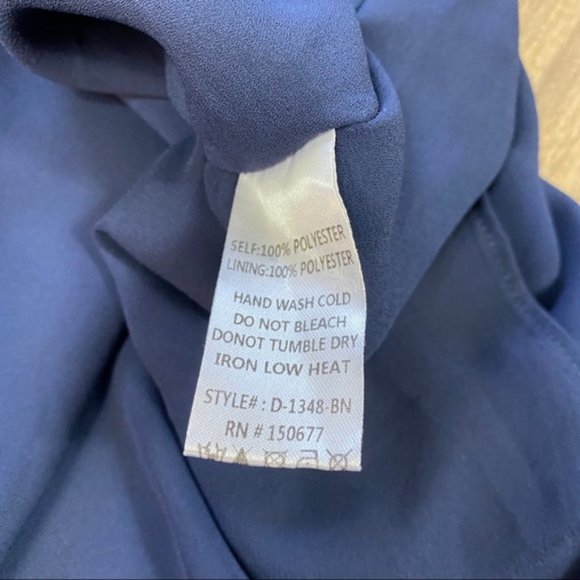 SELF:100% POLYESTER
LINING:100% POLYESTER
HAND WASH COLD
DO NOT BLEACH
DONOT TUMBLE DRY
IRON LOW HEAT
STYLE# : D-1348-BN
RN # 150677